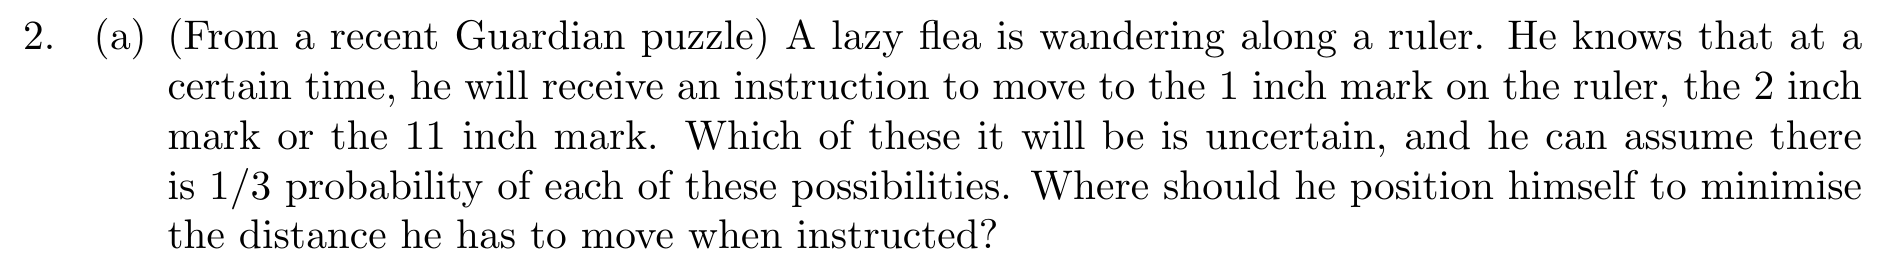 2. (a) (From a recent Guardian puzzle) A lazy flea is wandering along a ruler. He knows that at a
certain time, he will receive an instruction to move to the 1 inch mark on the ruler, the 2 inch
mark or the 11 inch mark. Which of these it will be is uncertain, and he can assume there
is 1/3 probability of each of these possibilities. Where should he position himself to minimise
the distance he has to move when instructed?